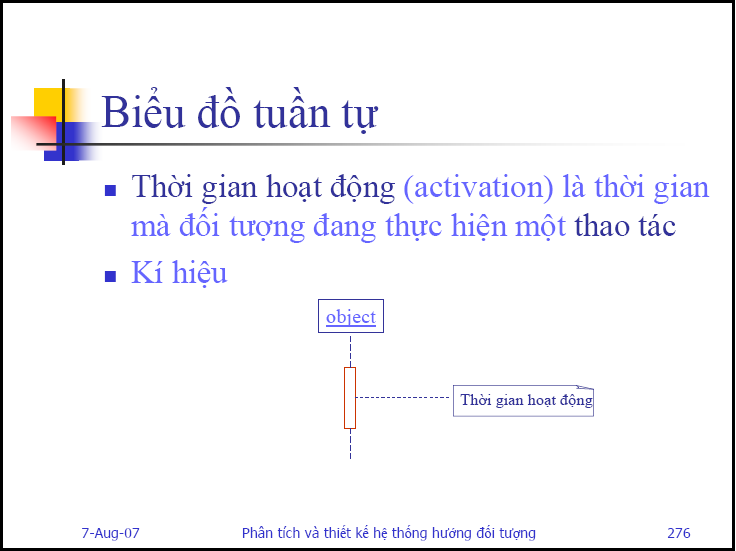 Biểu đồ tuần tự
Thời gian hoạt động (activation) là thời gian
mà đối tượng đang thực hiện một thao tác
Kí hiệu
object
Thời gian hoạt động
7-Aug-07
Phân tích và thiết kế hệ thống hướng đối tượng
276